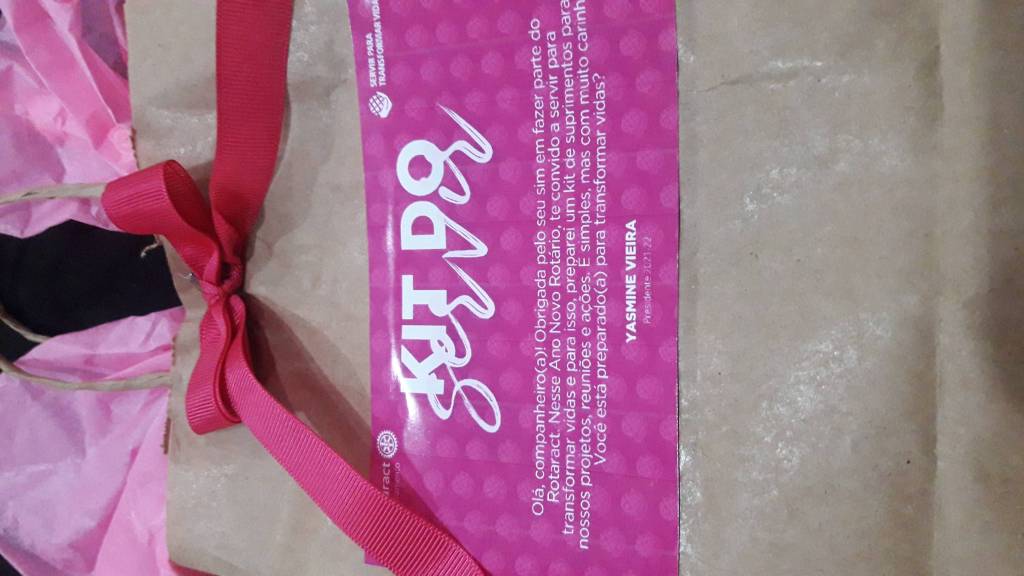 SERVIR PARA
TRANSFORMAR VIDAS
KIT DO
Servir
Olá, companheiro(a)! Obrigada pelo seu sim em fazer parte do
Rotaract. Nesse Ano Novo Rotário, te convido a servir para
transformar vidas e para isso, preparei um kit de suprimentos para
nossos projetos, reuniões e ações. É simples, mas com muito carinh
Você está preparado(a) para transformar vidas?
YASMINE VIEIRA
Presidente 2021-22